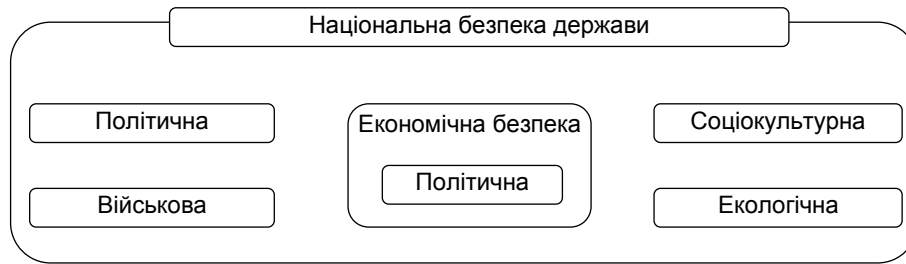 Національна безпека держави
Політична
Економічна безпека
Соціокультурна
Політична
Військова
Екологічна